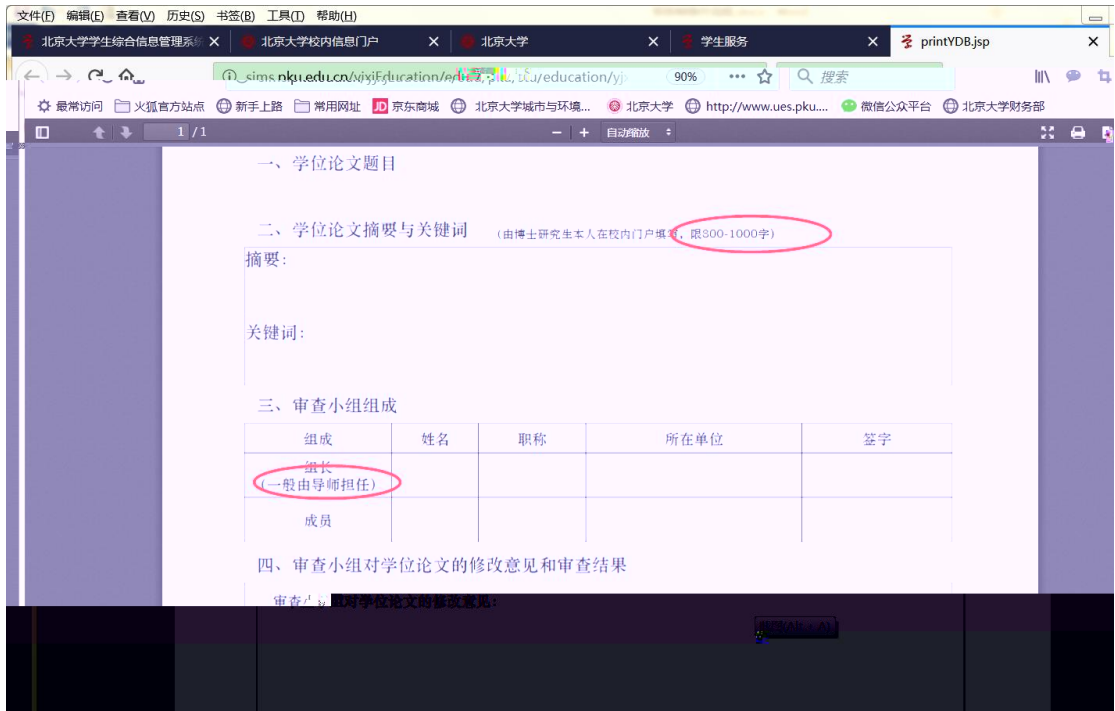 文件(F) 编辑(E) 查看(V) 历史(S) 书签(B) 工具(T) 帮助(H)
北京大学学生综合信息管理系统 北京大学校内信息门户 北京大学 学生服务 printYDB.jsp
90% 搜索
最常访问 火狐官方站点 新手上路 常用网址 JD 京东商城 北京大学城市与环境... 北京大学 http://www.ues.pku.... 微信公众平台 北京大学财务部
1 /1 自动缩放
一、学位论文题目
二、学位论文摘要与关键词 (由博士研究生本人在校内门户填写，限800-1000字)
摘要:
关键词:
三、审查小组组成
组成 姓名 职称 所在单位 签字
组长
(一般由导师担任)
成员
四、审查小组对学位论文的修改意见和审查结果
审查小组对学位论文的修改意见: